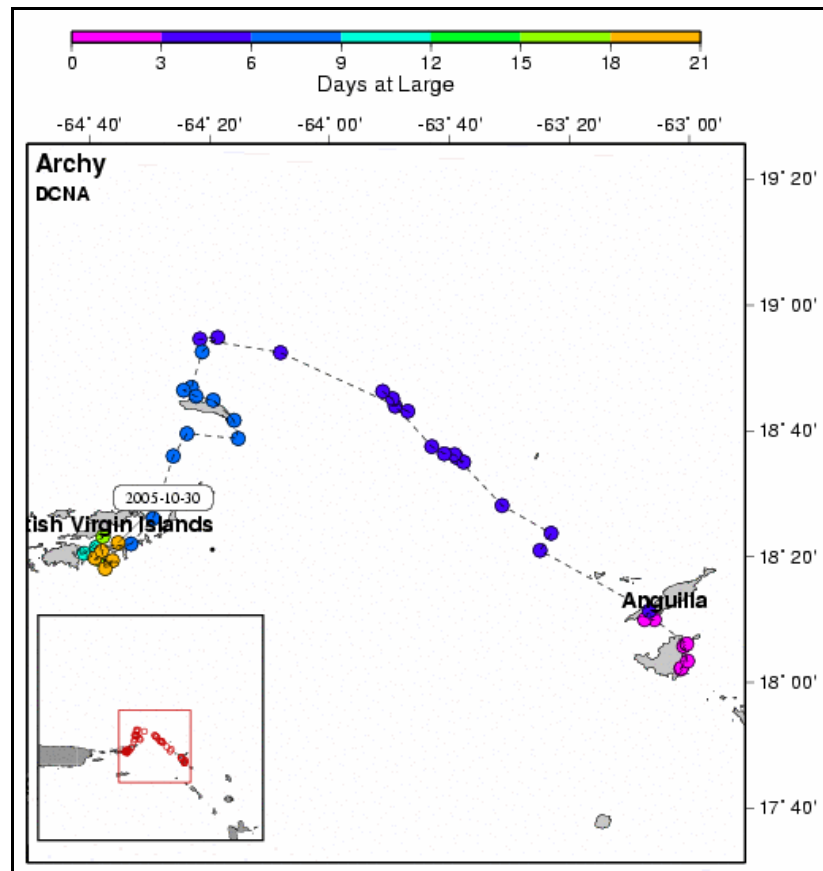 0 3 6 9 12 15 18 21
Days at Large
-64˚ 40' -64˚ 20' -64˚ 00' -63˚ 40' -63˚ 20' -63˚ 00'
Archy
DCNA
19˚ 20'
19˚ 00'
18˚ 40'
2005-10-30
tish Virgin Islands
18˚ 20'
Anguilla
18˚ 00'
17˚ 40'